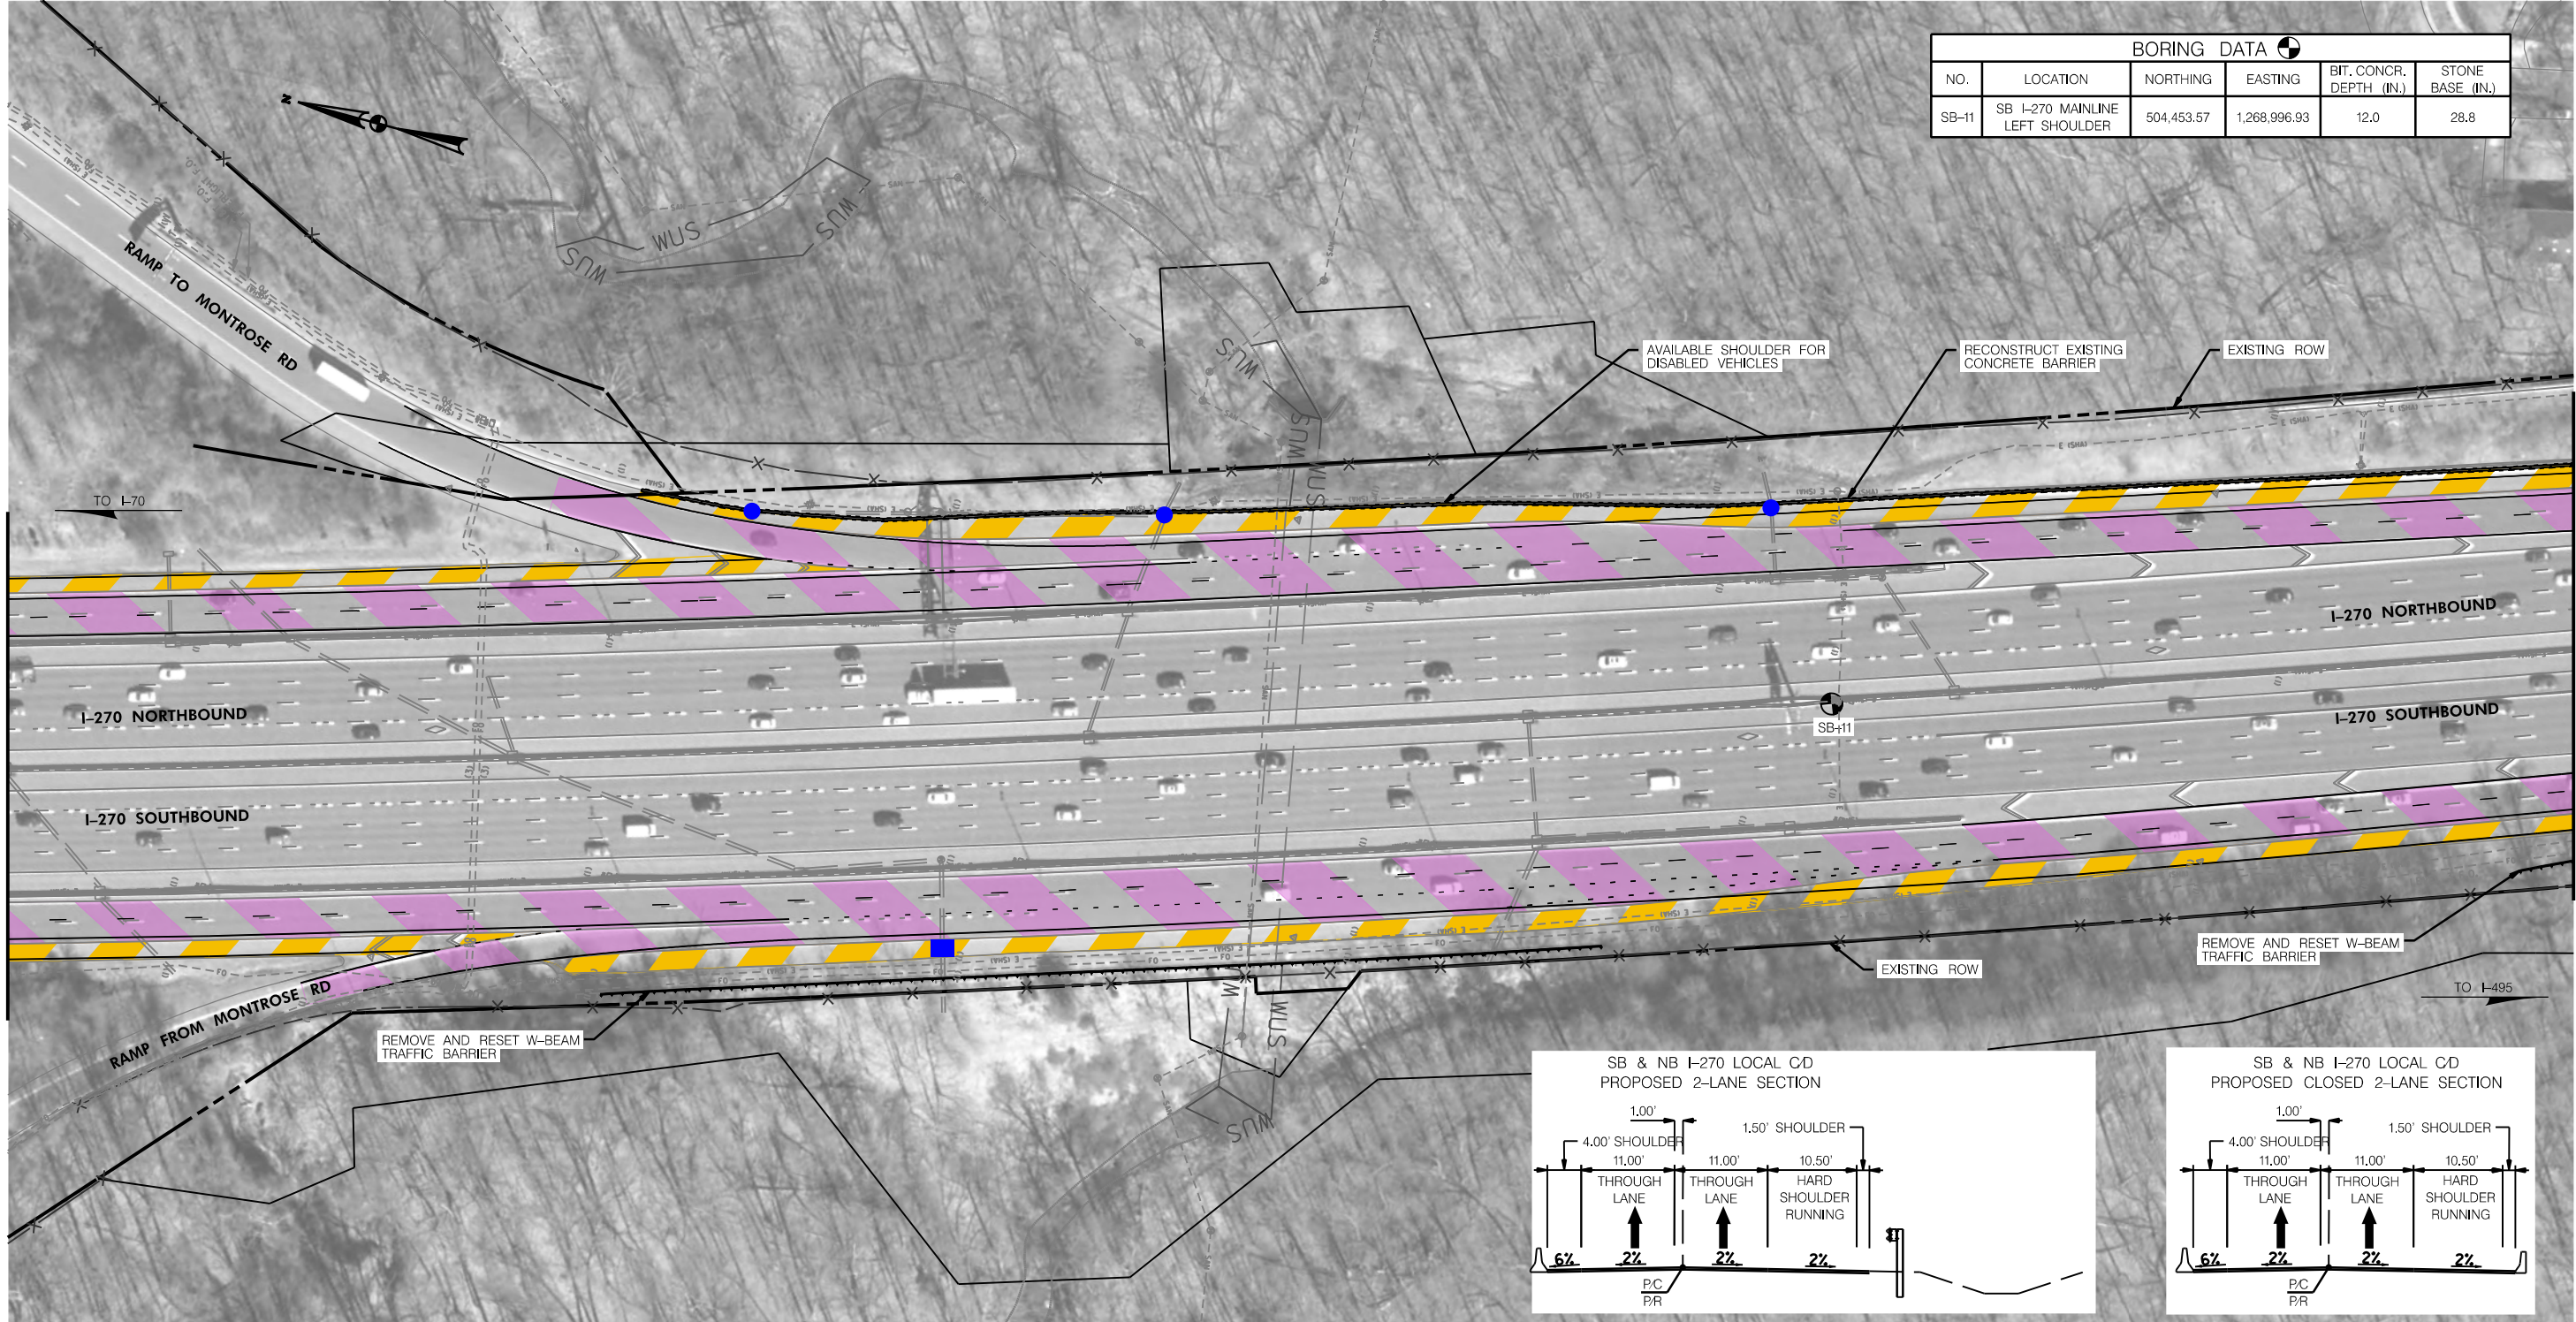 BORING DATA
NO. LOCATION NORTHING EASTING BIT. CONCR. DEPTH (IN.) STONE BASE (IN.)
SB-11 SB I-270 MAINLINE LEFT SHOULDER 504,453.57 1,268,996.93 12.0 28.8
N
RAMP TO MONTROSE RD
WUS
WUS
WUS
WUS
WUS
WUS
AVAILABLE SHOULDER FOR
DISABLED VEHICLES
RECONSTRUCT EXISTING
CONCRETE BARRIER
EXISTING ROW
TO I-70
I-270 NORTHBOUND
I-270 NORTHBOUND
I-270 SOUTHBOUND
SB-11
I-270 SOUTHBOUND
REMOVE AND RESET W-BEAM
TRAFFIC BARRIER
EXISTING ROW
TO I-495
RAMP FROM MONTROSE RD
REMOVE AND RESET W-BEAM
TRAFFIC BARRIER
WUS
WUS
SB & NB I-270 LOCAL C/D
PROPOSED 2-LANE SECTION
1.00'
1.50' SHOULDER
4.00' SHOULDER
11.00' 11.00' 10.50'
THROUGH LANE
THROUGH LANE
HARD SHOULDER RUNNING
6% 2% 2% 2%
P/C
P/R
SB & NB I-270 LOCAL C/D
PROPOSED CLOSED 2-LANE SECTION
1.00'
1.50' SHOULDER
4.00' SHOULDER
11.00' 11.00' 10.50'
THROUGH LANE
THROUGH LANE
HARD SHOULDER RUNNING
6% 2% 2% 2%
P/C
P/R